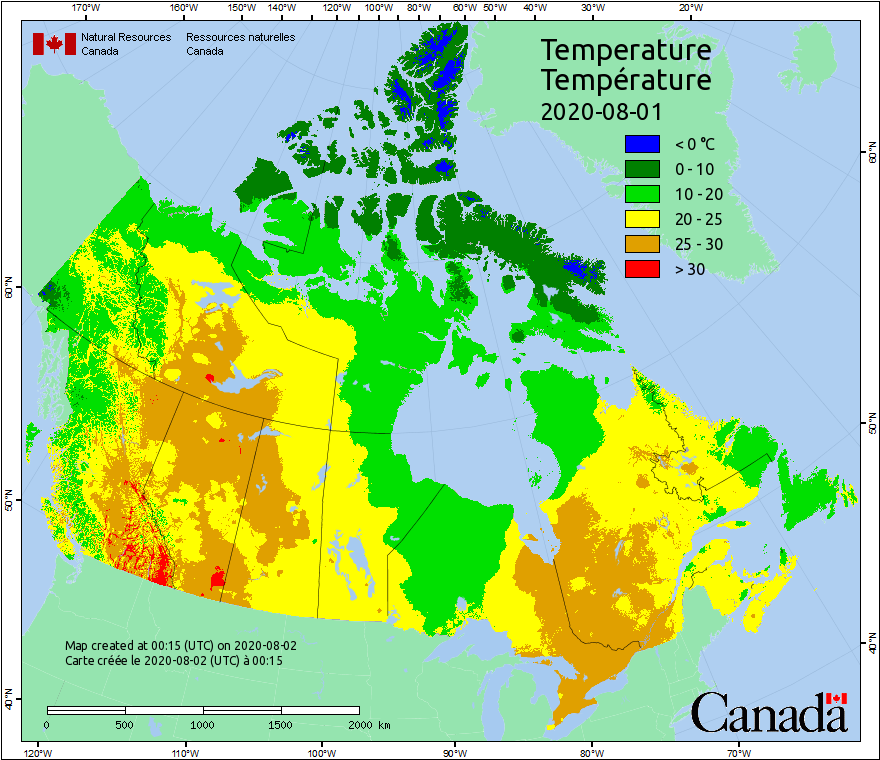 170°W 160°W 150°W 140°W 120°W 100°W 80°W 60°W 50°W 40°W 30°W 20°W
Natural Resources Ressources naturelles
Canada Canada
Temperature
Température
2020-08-01
< 0 °C
0 - 10
10 - 20
20 - 25
25 - 30
> 30
60°N
60°N
50°N
50°N
40°N
40°N
Map created at 00:15 (UTC) on 2020-08-02
Carte créée le 2020-08-02 (UTC) à 00:15
0 500 1000 1500 2000 km
Canada
120°W 110°W 100°W 90°W 80°W 70°W